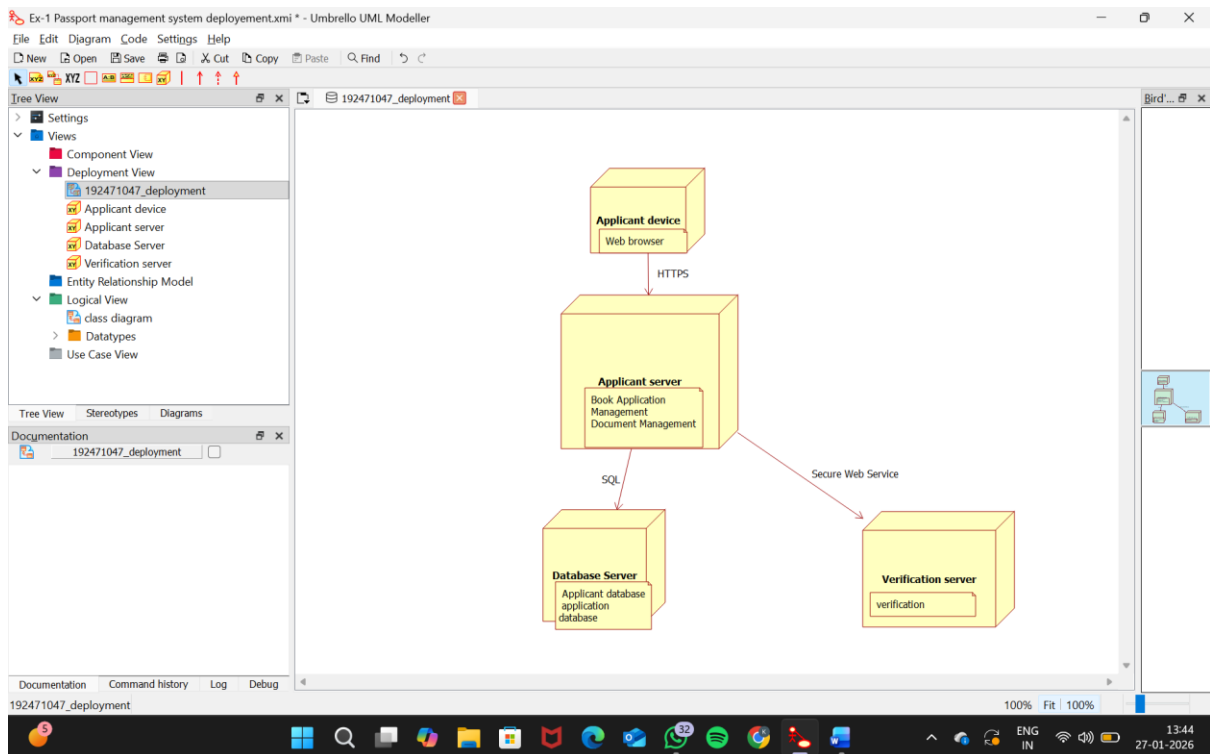 Ex-1 Passport management system deployement.xmi * - Umbrello UML Modeller
File Edit Diagram Code Settings Help
New Open Save Cut Copy Paste Find
XYZ
Tree View
192471047_deployment
Bird'...
Settings
Views
Component View
Deployment View
192471047_deployment
Applicant device
Applicant server
Database Server
Verification server
Entity Relationship Model
Logical View
class diagram
Datatypes
Use Case View
Tree View Stereotypes Diagrams
Documentation
192471047_deployment
Applicant device
Web browser
HTTPS
Applicant server
Book Application
Management
Document Management
SQL
Secure Web Service
Database Server
Applicant database
application
database
Verification server
verification
Documentation Command history Log Debug
192471047_deployment
100% Fit 100%
5
32
ENG
IN
13:44
27-01-2026